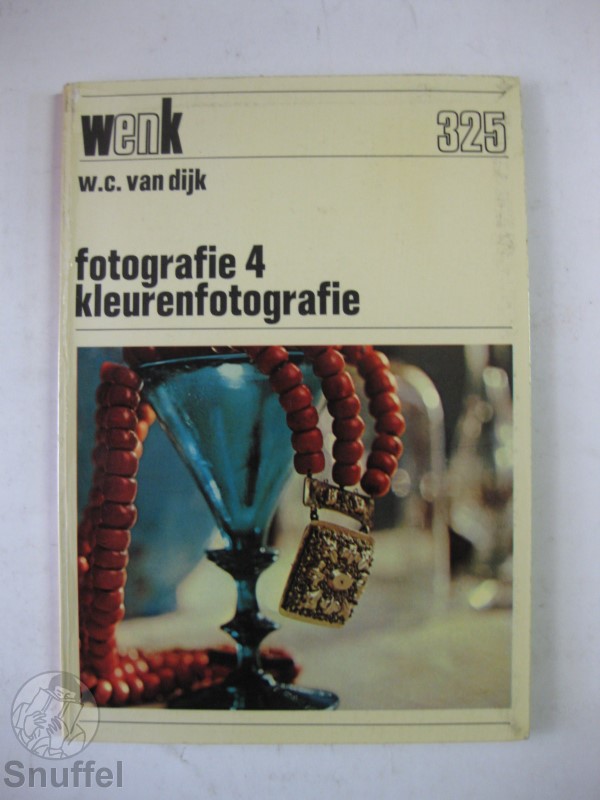 wenk 325
w.c. van dijk
fotografie 4
kleurenfotografie
Snuffel